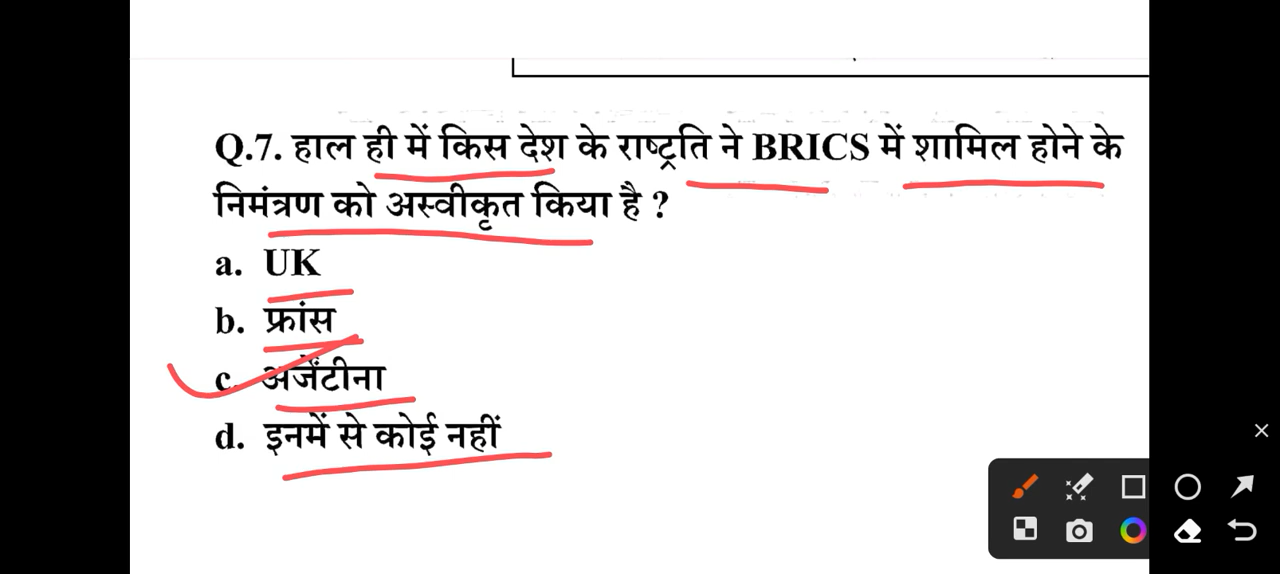 Q.7. हाल ही में किस देश के राष्ट्रति ने BRICS में शामिल होने के
निमंत्रण को अस्वीकृत किया है ?
a. UK
b. फ्रांस
c. अर्जेंटीना
d. इनमें से कोई नहीं